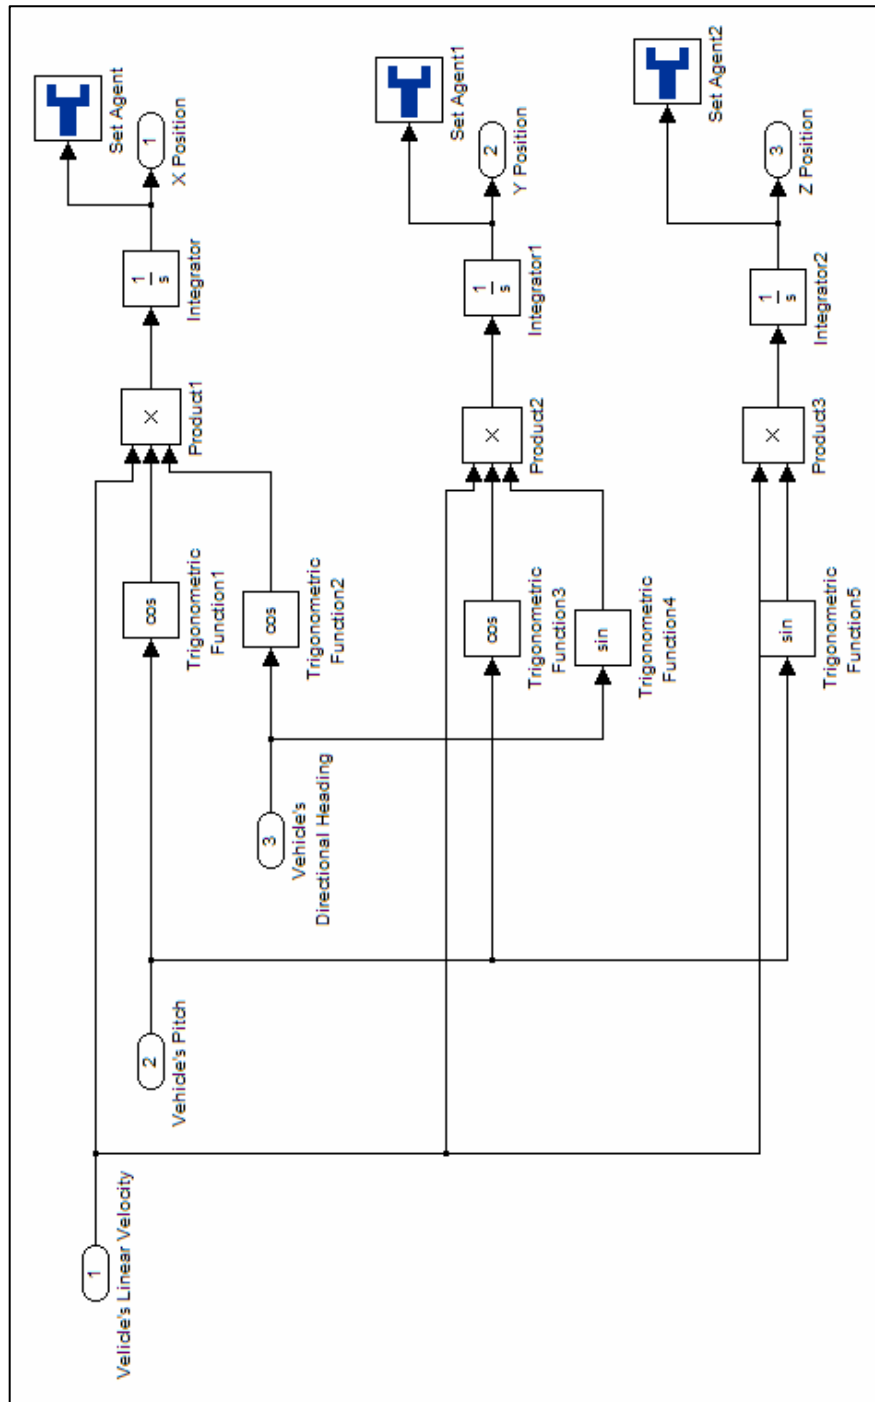 1
Velicle's Linear Velocity
2
Vehicle's Pitch
3
Vehicle's
Directional Heading
cos
Trigonometric
Function1
cos
Trigonometric
Function2
×
Product1
1
s
Integrator
Set Agent
1
X Position
cos
Trigonometric
Function3
sin
Trigonometric
Function4
×
Product2
1
s
Integrator1
Set Agent1
2
Y Position
sin
Trigonometric
Function5
×
Product3
1
s
Integrator2
Set Agent2
3
Z Position